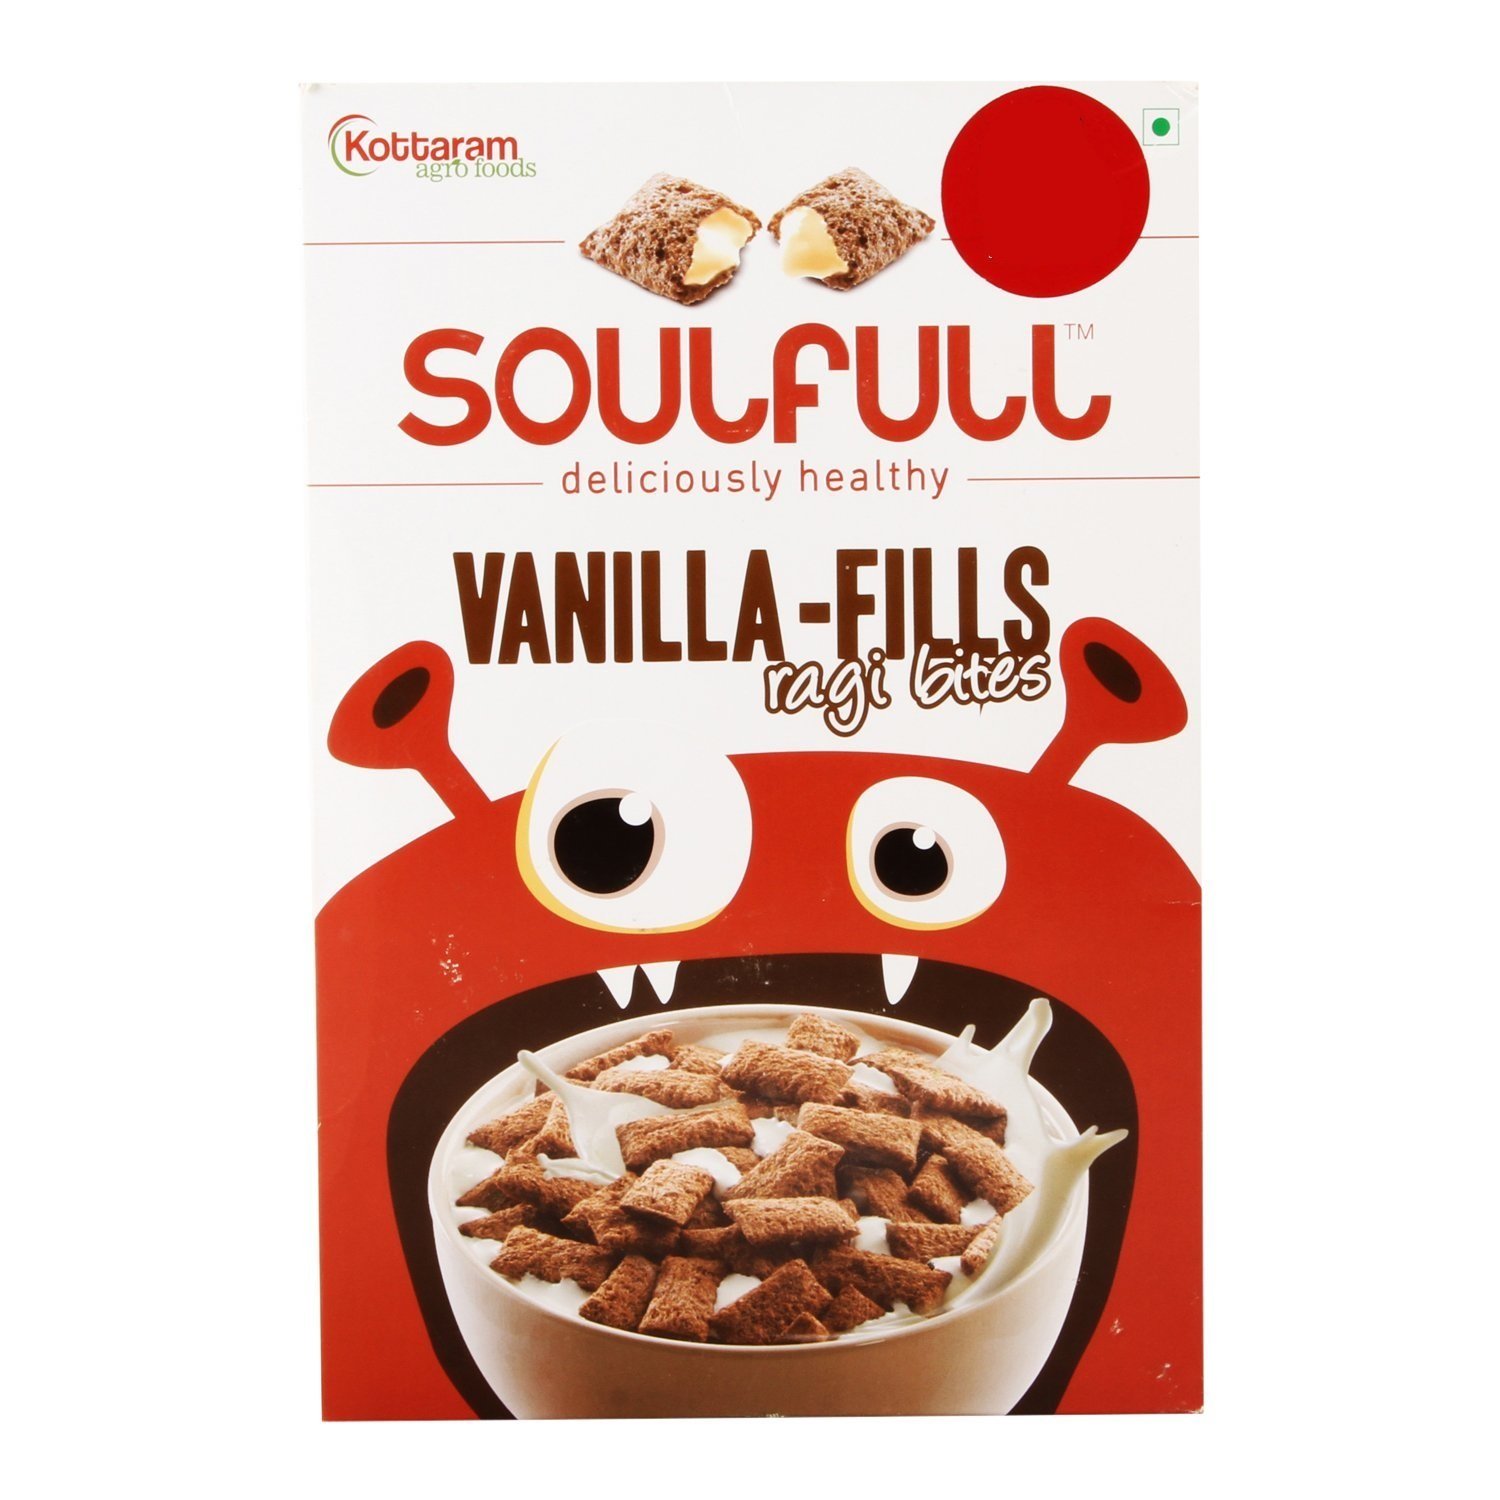 Kottaram
agro foods
SOULFULL™
deliciously healthy
VANILLA-FILLS
ragi bites